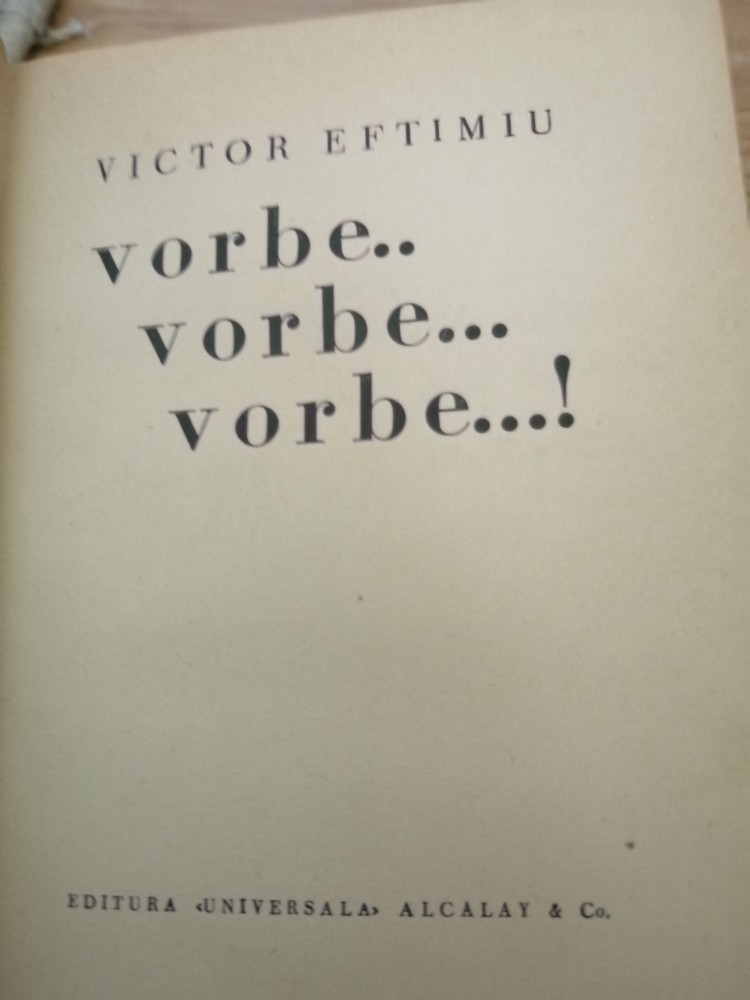 VICTOR EFTIMIU
vorbe..
vorbe...
vorbe...!
EDITURA «UNIVERSALA» ALCALAY & Co.